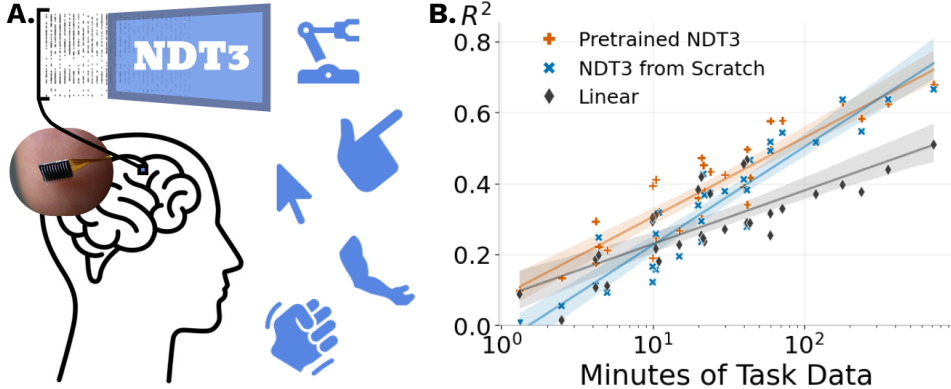 A.
NDT3
B.
R²
0.8
0.6
0.4
0.2
0.0
Pretrained NDT3
NDT3 from Scratch
Linear
10⁰
10¹
10²
Minutes of Task Data